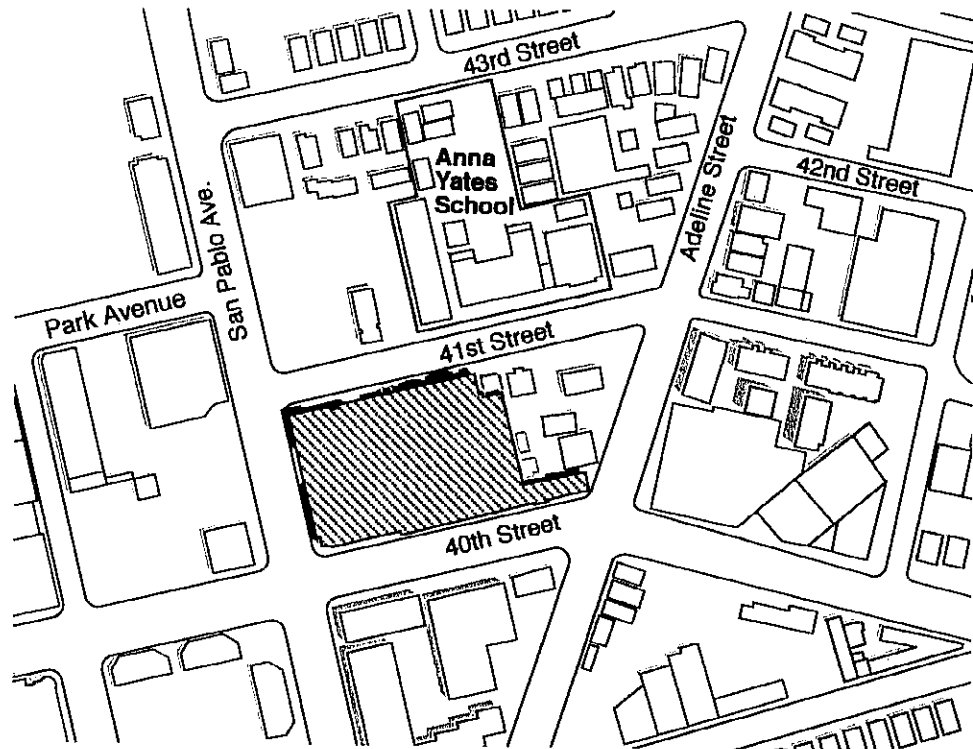 43rd Street
Anna
Yates
School
42nd Street
Adeline Street
San Pablo Ave.
Park Avenue
41st Street
40th Street